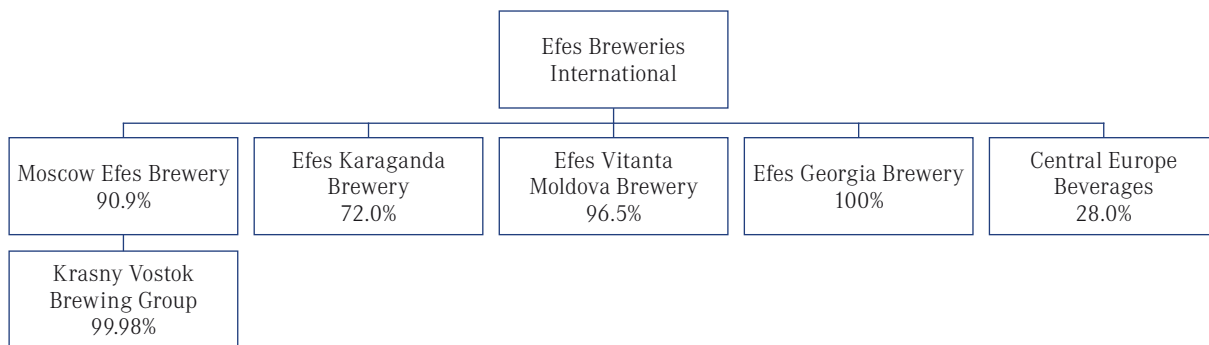 Efes Breweries
International
Moscow Efes Brewery
90.9%
Efes Karaganda
Brewery
72.0%
Efes Vitanta
Moldova Brewery
96.5%
Efes Georgia Brewery
100%
Central Europe
Beverages
28.0%
Krasny Vostok
Brewing Group
99.98%